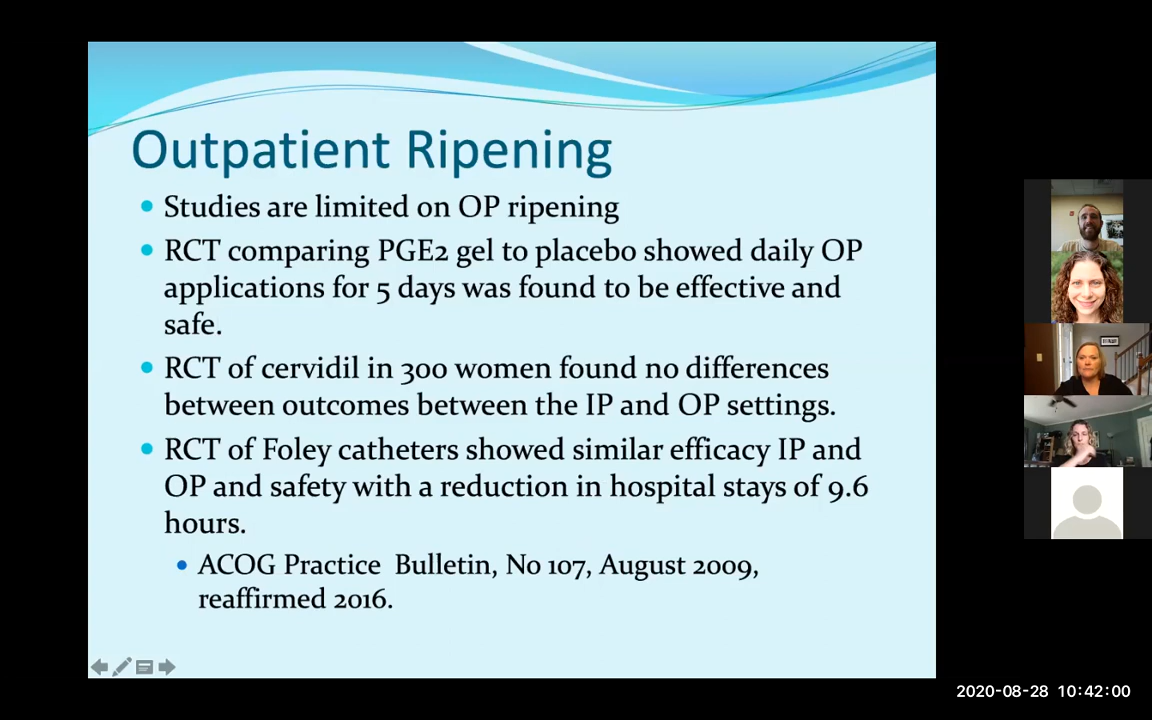 Outpatient Ripening
Studies are limited on OP ripening
RCT comparing PGE2 gel to placebo showed daily OP
applications for 5 days was found to be effective and
safe.
RCT of cervidil in 300 women found no differences
between outcomes between the IP and OP settings.
RCT of Foley catheters showed similar efficacy IP and
OP and safety with a reduction in hospital stays of 9.6
hours.
ACOG Practice Bulletin, No 107, August 2009,
reaffirmed 2016.
2020-08-28 10:42:00